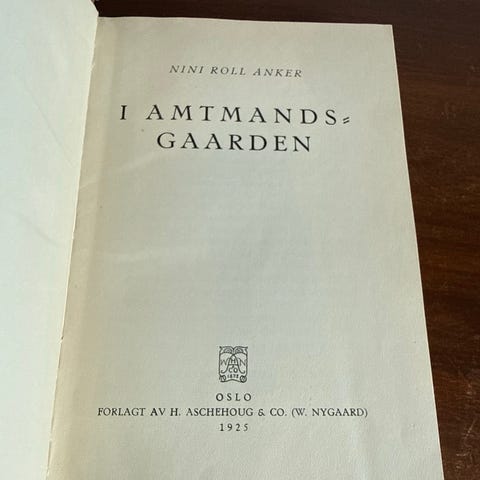 NINI ROLL ANKER
I AMTMANDS=
GAARDEN
OSLO
FORLAGT AV H. ASCHEHOUG & CO. (W. NYGAARD)
1925